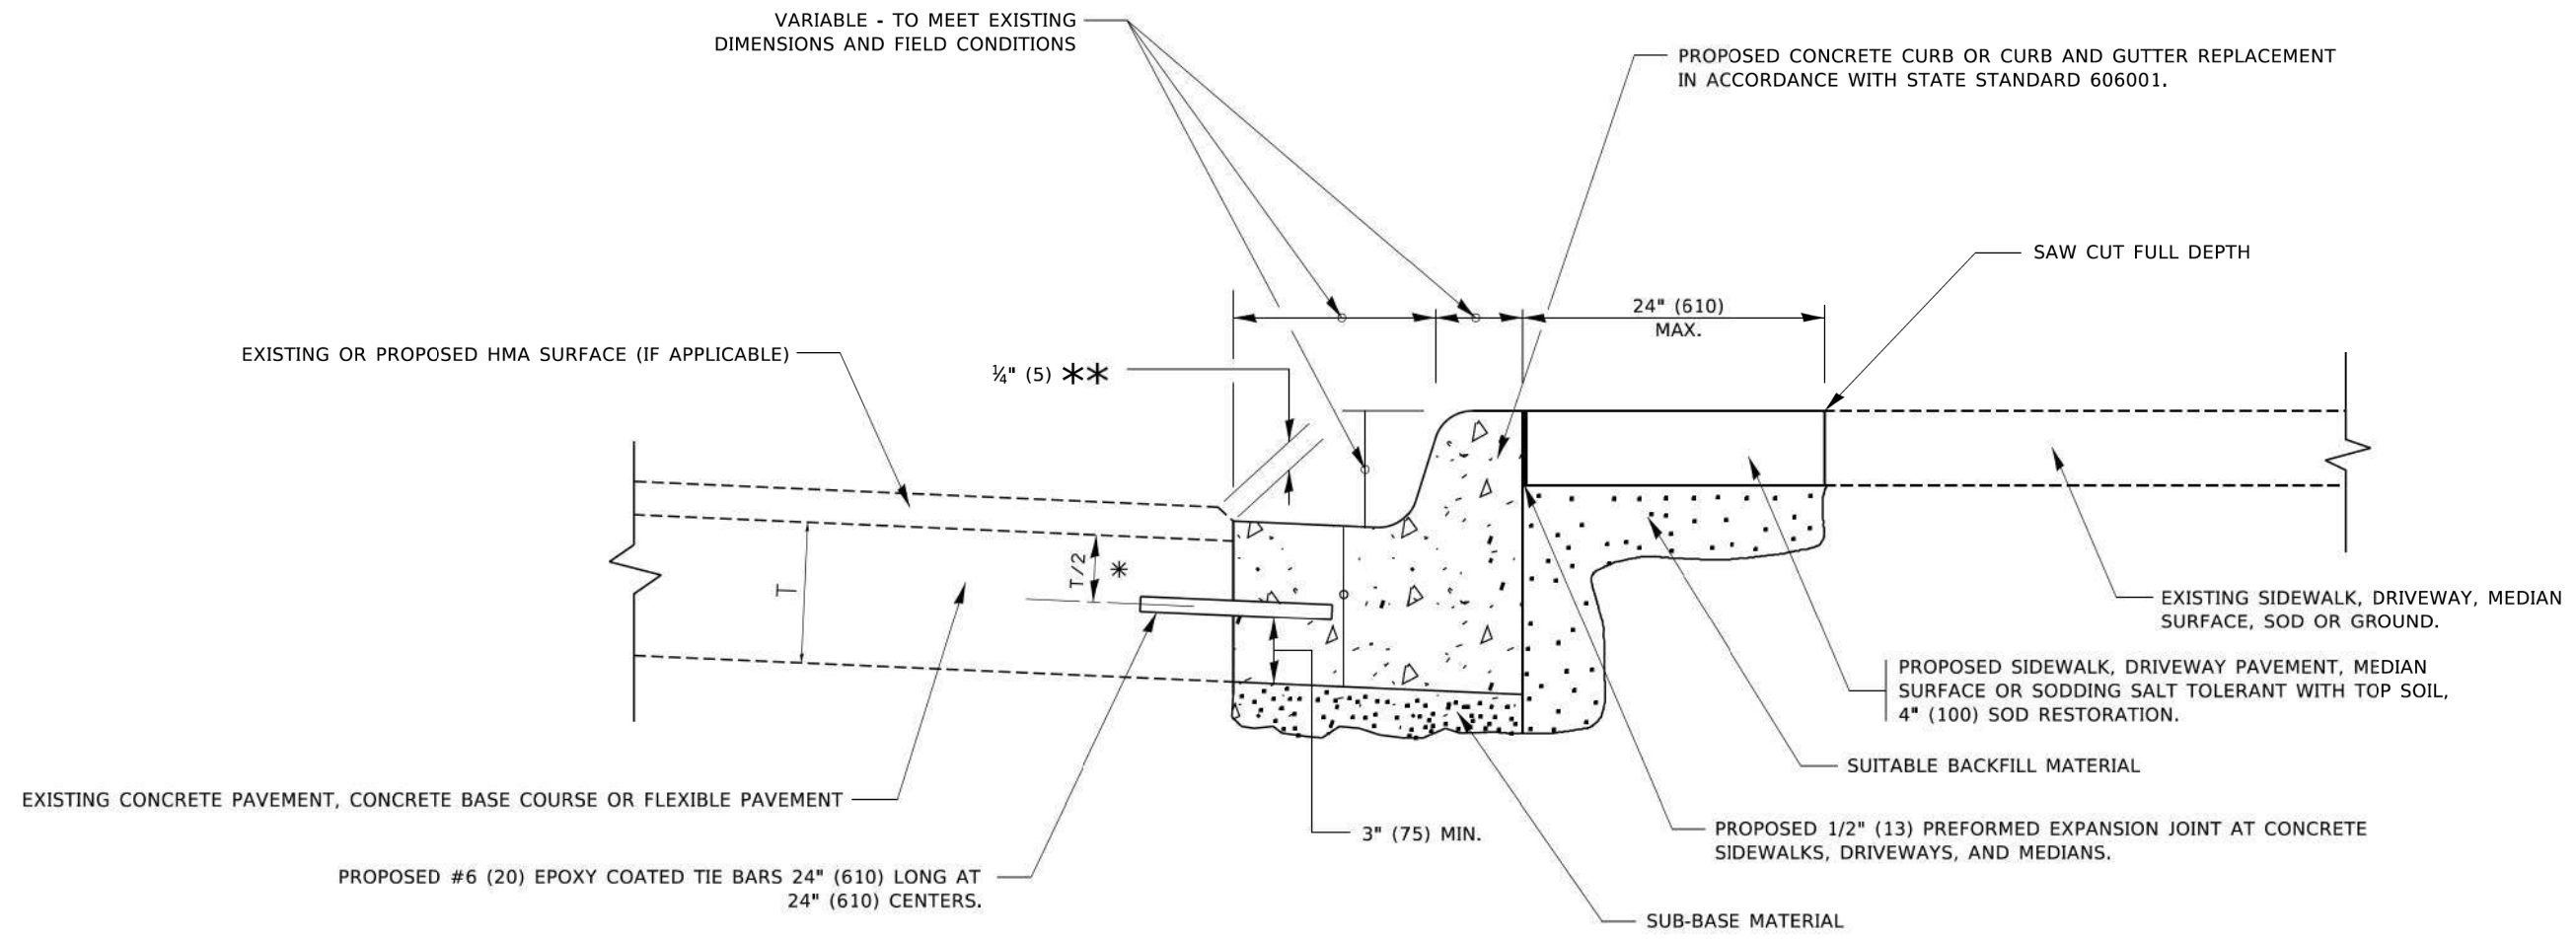 VARIABLE - TO MEET EXISTING
DIMENSIONS AND FIELD CONDITIONS
PROPOSED CONCRETE CURB OR CURB AND GUTTER REPLACEMENT
IN ACCORDANCE WITH STATE STANDARD 606001.
SAW CUT FULL DEPTH
24" (610)
MAX.
EXISTING OR PROPOSED HMA SURFACE (IF APPLICABLE)
¼" (5) **
T/2 *
T
EXISTING SIDEWALK, DRIVEWAY, MEDIAN
SURFACE, SOD OR GROUND.
PROPOSED SIDEWALK, DRIVEWAY PAVEMENT, MEDIAN
SURFACE OR SODDING SALT TOLERANT WITH TOP SOIL,
4" (100) SOD RESTORATION.
SUITABLE BACKFILL MATERIAL
EXISTING CONCRETE PAVEMENT, CONCRETE BASE COURSE OR FLEXIBLE PAVEMENT
3" (75) MIN.
PROPOSED 1/2" (13) PREFORMED EXPANSION JOINT AT CONCRETE
SIDEWALKS, DRIVEWAYS, AND MEDIANS.
PROPOSED #6 (20) EPOXY COATED TIE BARS 24" (610) LONG AT
24" (610) CENTERS.
SUB-BASE MATERIAL